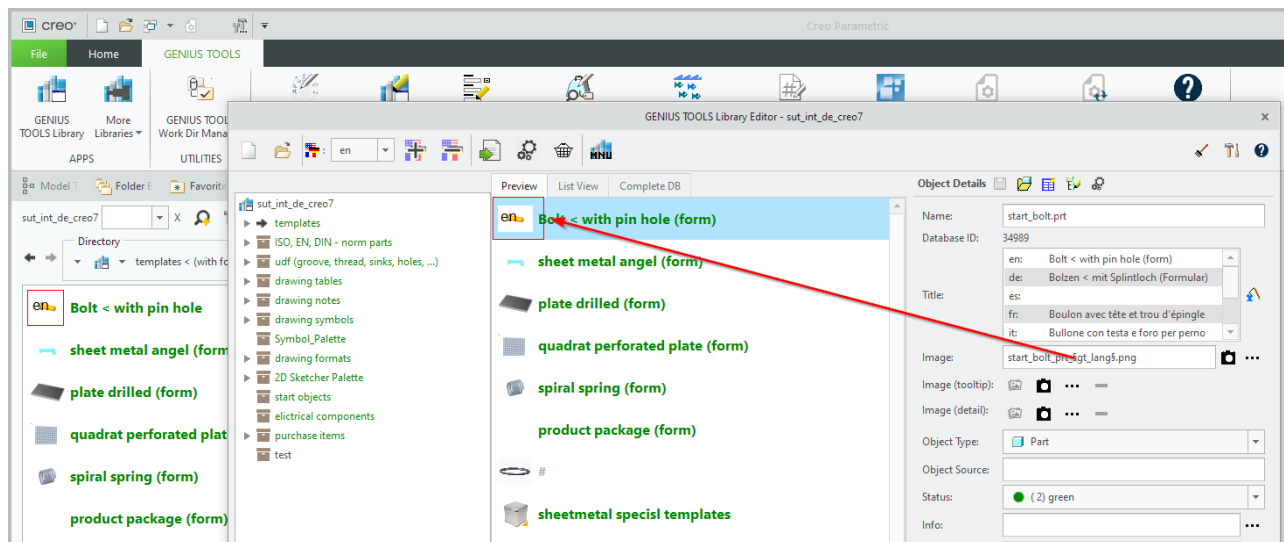 creo
Creo Parametric
File
Home
GENIUS TOOLS
GENIUS
TOOLS Library
More
Libraries
GENIUS TOOL
Work Dir Mana
APPS
UTILITIES
Folder
Favorite
sut_int_de_creo7
X
Directory
templates < (with fo
en
Bolt < with pin hole
sheet metal angel (form
plate drilled (form)
quadrat perforated plat
spiral spring (form)
product package (form)
GENIUS TOOLS Library Editor - sut_int_de_creo7
x
: en
MNU
sut_int_de_creo7
templates
ISO, EN, DIN - norm parts
udf (groove, thread, sinks, holes, ...)
drawing tables
drawing notes
drawing symbols
Symbol_Palette
drawing formats
2D Sketcher Palette
start objects
elictrical components
purchase items
test
Preview
List View
Complete DB
en
Bolt < with pin hole (form)
sheet metal angel (form)
plate drilled (form)
quadrat perforated plate (form)
spiral spring (form)
product package (form)
#
sheetmetal specisl templates
Object Details
Name:
start_bolt.prt
Database ID:
34989
Title:
en: Bolt < with pin hole (form)
de: Bolzen < mit Splintloch (Formular)
es:
fr: Boulon avec tête et trou d'épingle
it: Bullone con testa e foro per perno
Image:
start_bolt_prt_§gt_lang§.png
Image (tooltip):
Image (detail):
Object Type:
Part
Object Source:
Status:
( 2) green
Info: